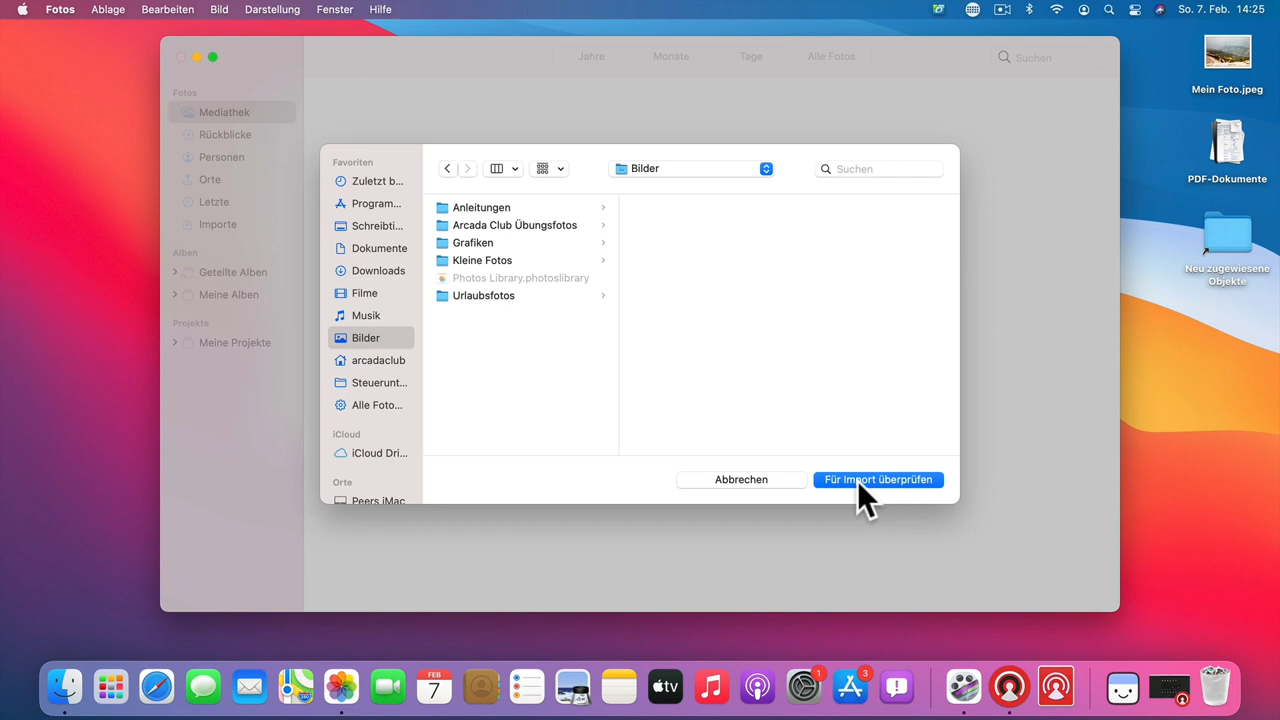 Fotos Ablage Bearbeiten Bild Darstellung Fenster Hilfe
So. 7. Feb. 14:25
Jahre Monate Tage Alle Fotos
Suchen
Fotos
Mediathek
Rückblicke
Personen
Orte
Letzte
Importe
Alben
Geteilte Alben
Meine Alben
Projekte
Meine Projekte
Favoriten
Zuletzt b...
Program...
Schreibti...
Dokumente
Downloads
Filme
Musik
Bilder
arcadaclub
Steuerunt...
Alle Foto...
iCloud
iCloud Dri...
Orte
Peers iMac
Bilder
Suchen
Anleitungen
Arcada Club Übungsfotos
Grafiken
Kleine Fotos
Photos Library.photoslibrary
Urlaubsfotos
Abbrechen
Für Import überprüfen
Mein Foto.jpeg
PDF-Dokumente
Neu zugewiesene
Objekte
FEB
7
tv
1
3